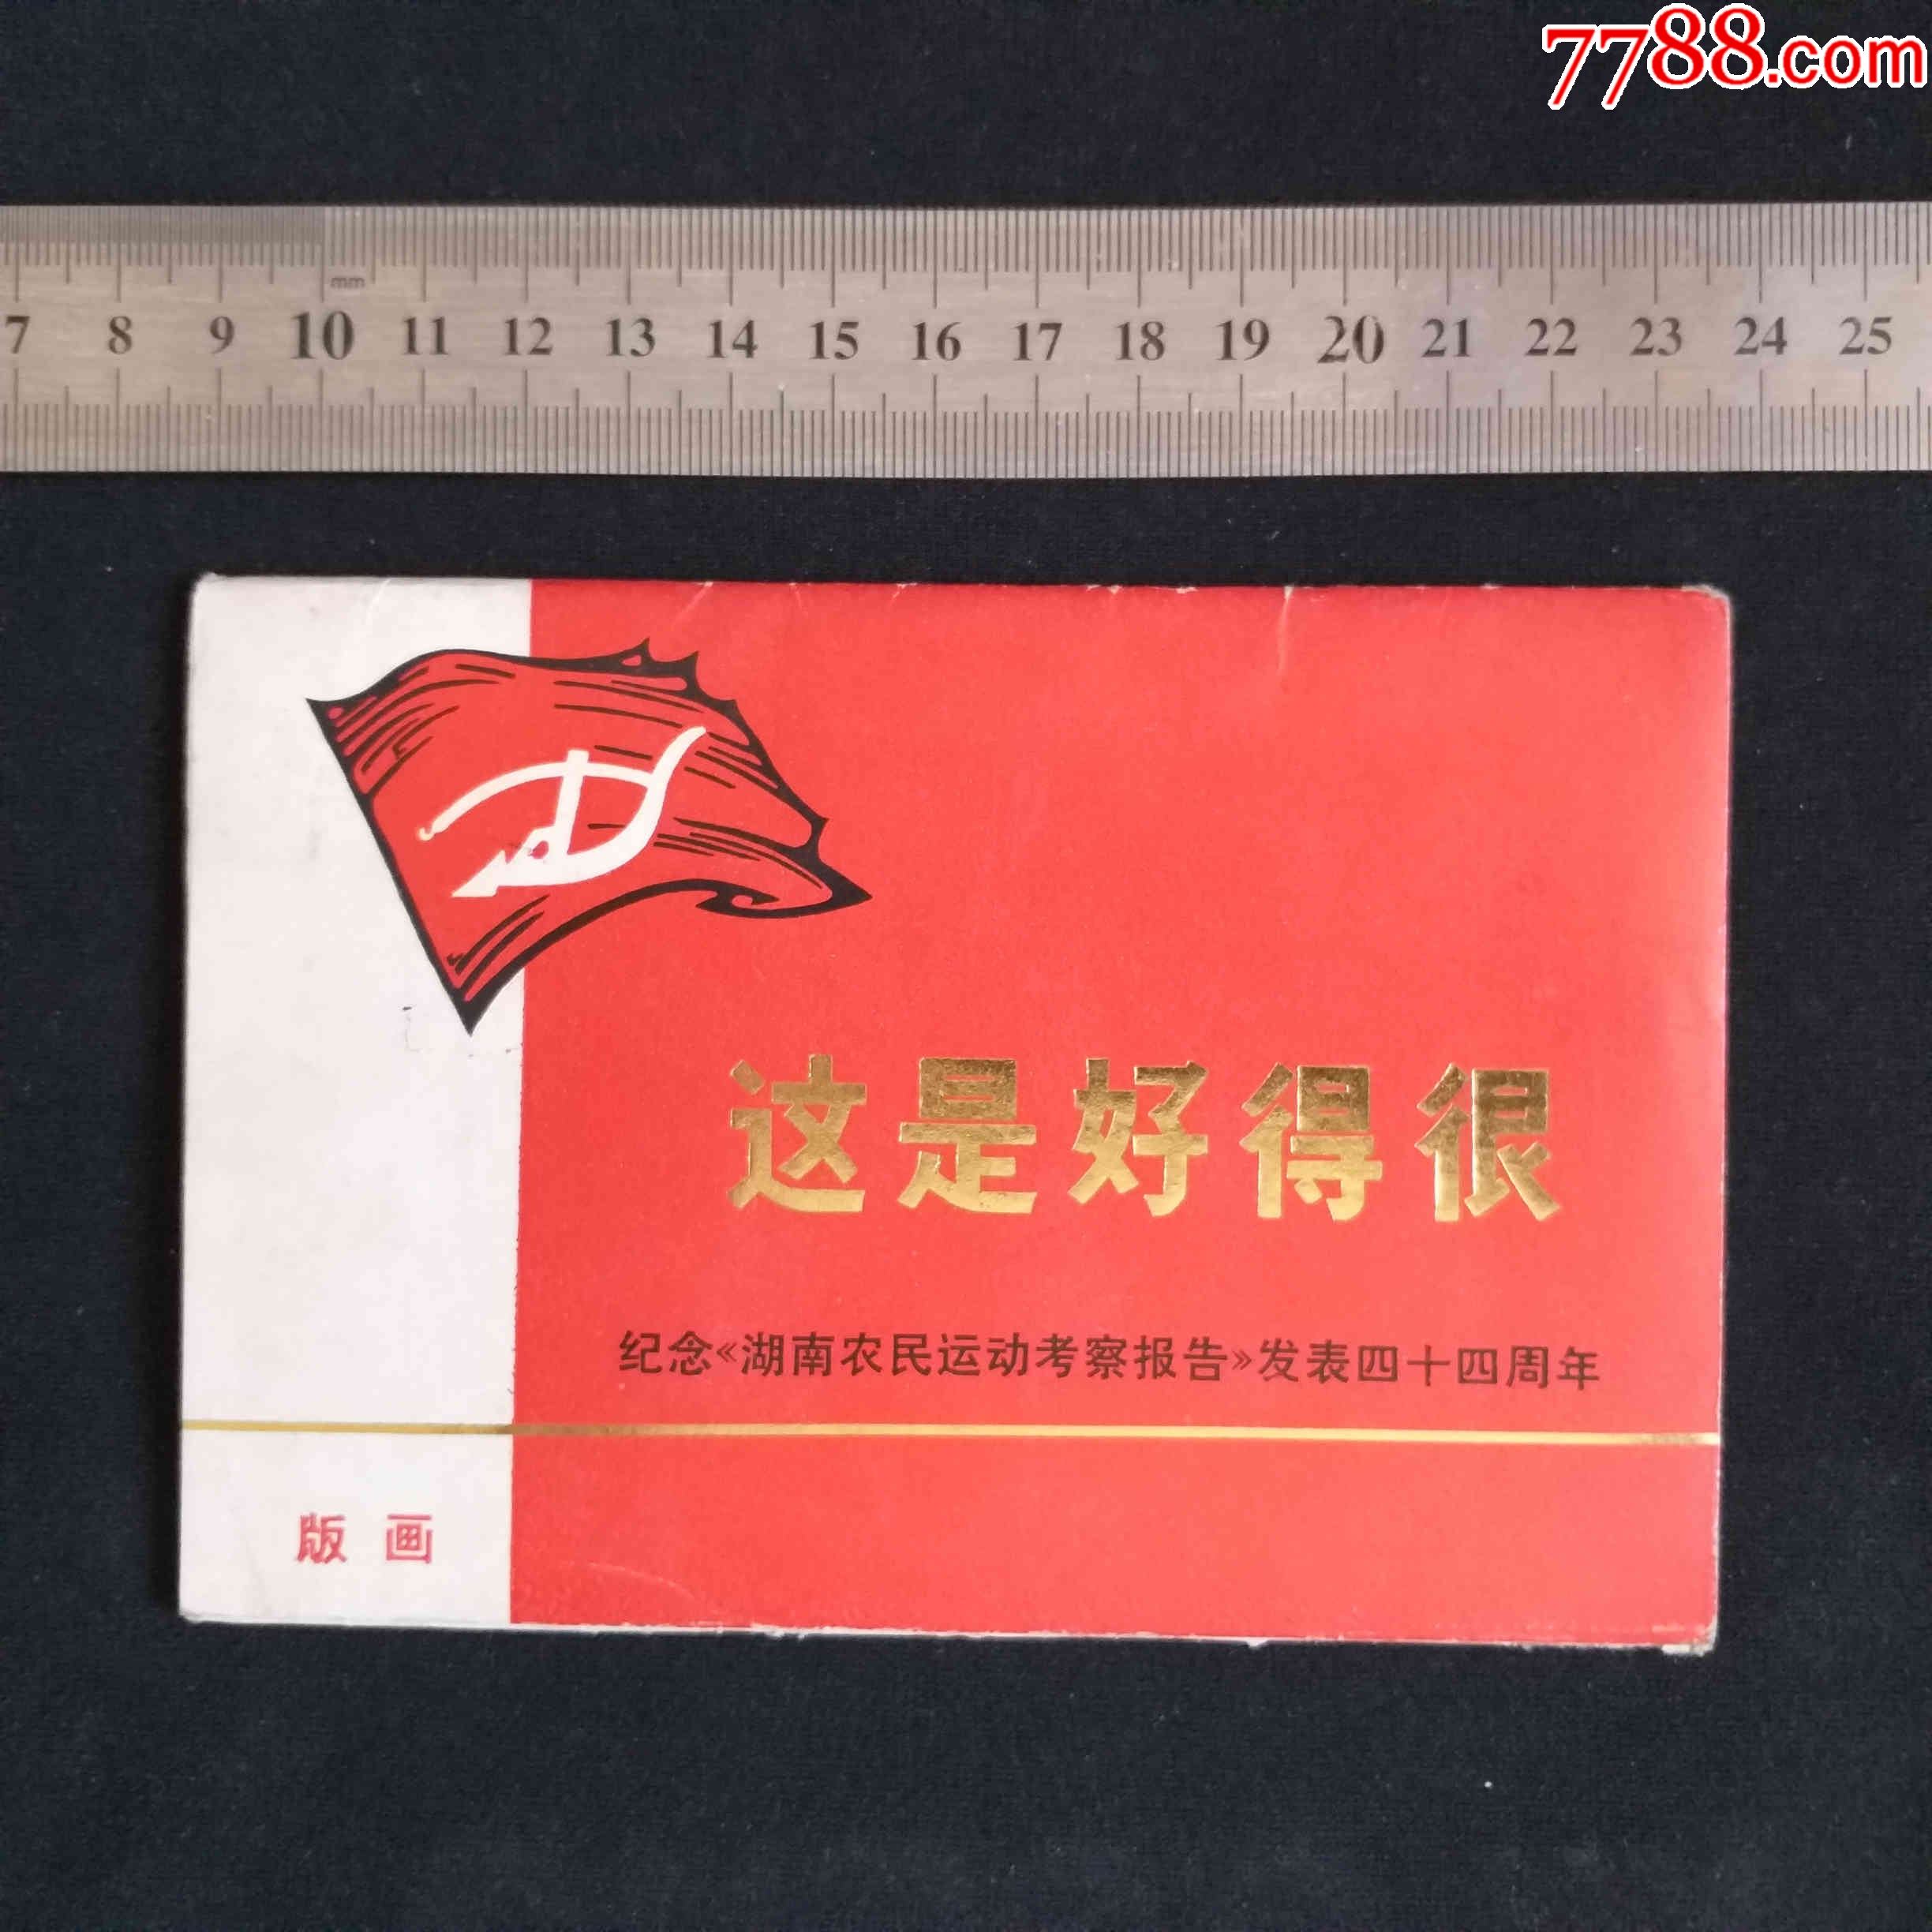 7788.com
mm
7 8 9 10 11 12 13 14 15 16 17 18 19 20 21 22 23 24 25
这是好得很
纪念《湖南农民运动考察报告》发表四十四周年
版画